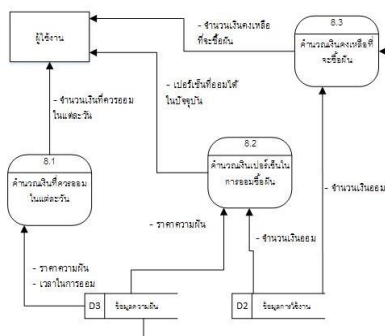 - จำนวนเงินคงเหลือ
ที่จะซื้อฝัน
8.3
คำนวณเงินคงเหลือที่
จะซื้อฝัน
ผู้ใช้งาน
- เปอร์เซ็นที่ออมได้
ในปัจจุบัน
- จำนวนเงินที่ควรออม
ในแต่ละวัน
8.1
คำนวณเงินที่ควรออม
ในแต่ละวัน
8.2
คำนวณเงินเปอร์เซ็นใน
การออมซื้อฝัน
- จำนวนเงินออม
- ราคาความฝัน
- จำนวนเงินออม
- ราคาความฝัน
- เวลาในการออม
D3 ข้อมูลความฝัน
D2 ข้อมูลการใช้งาน